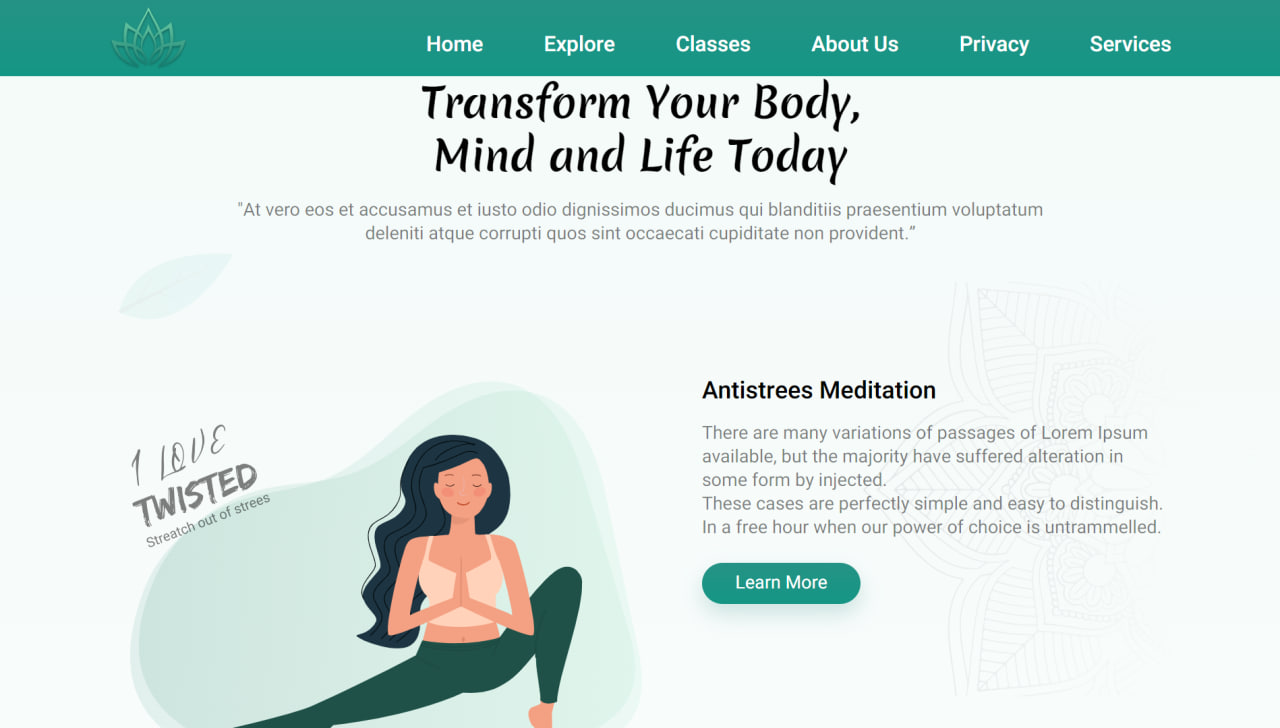 Home Explore Classes About Us Privacy Services
Transform Your Body,
Mind and Life Today
"At vero eos et accusamus et iusto odio dignissimos ducimus qui blanditiis praesentium voluptatum
deleniti atque corrupti quos sint occaecati cupiditate non provident.”
I LOVE
TWISTED
Streatch out of strees
Antistrees Meditation
There are many variations of passages of Lorem Ipsum
available, but the majority have suffered alteration in
some form by injected.
These cases are perfectly simple and easy to distinguish.
In a free hour when our power of choice is untrammelled.
Learn More